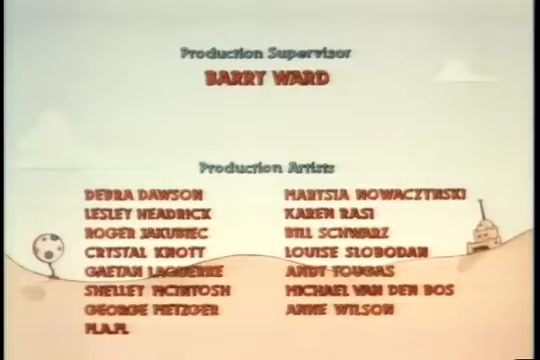 Production Supervisor
BARRY WARD
Production Artists
DEBRA DAWSON
LESLEY HEADRICK
ROGER JAKUBIEC
CRYSTAL KNOTT
GAETAN LAGUERRE
SHELLEY MCINTOSH
GEORGE METZGER
MARYSIA NOWACZYNSKI
KAREN RASI
BILL SCHWARZ
LOUISE SLOBODAN
ANDY FOUGAS
MICHAEL VAN DEN BOS
ANNE WILSON